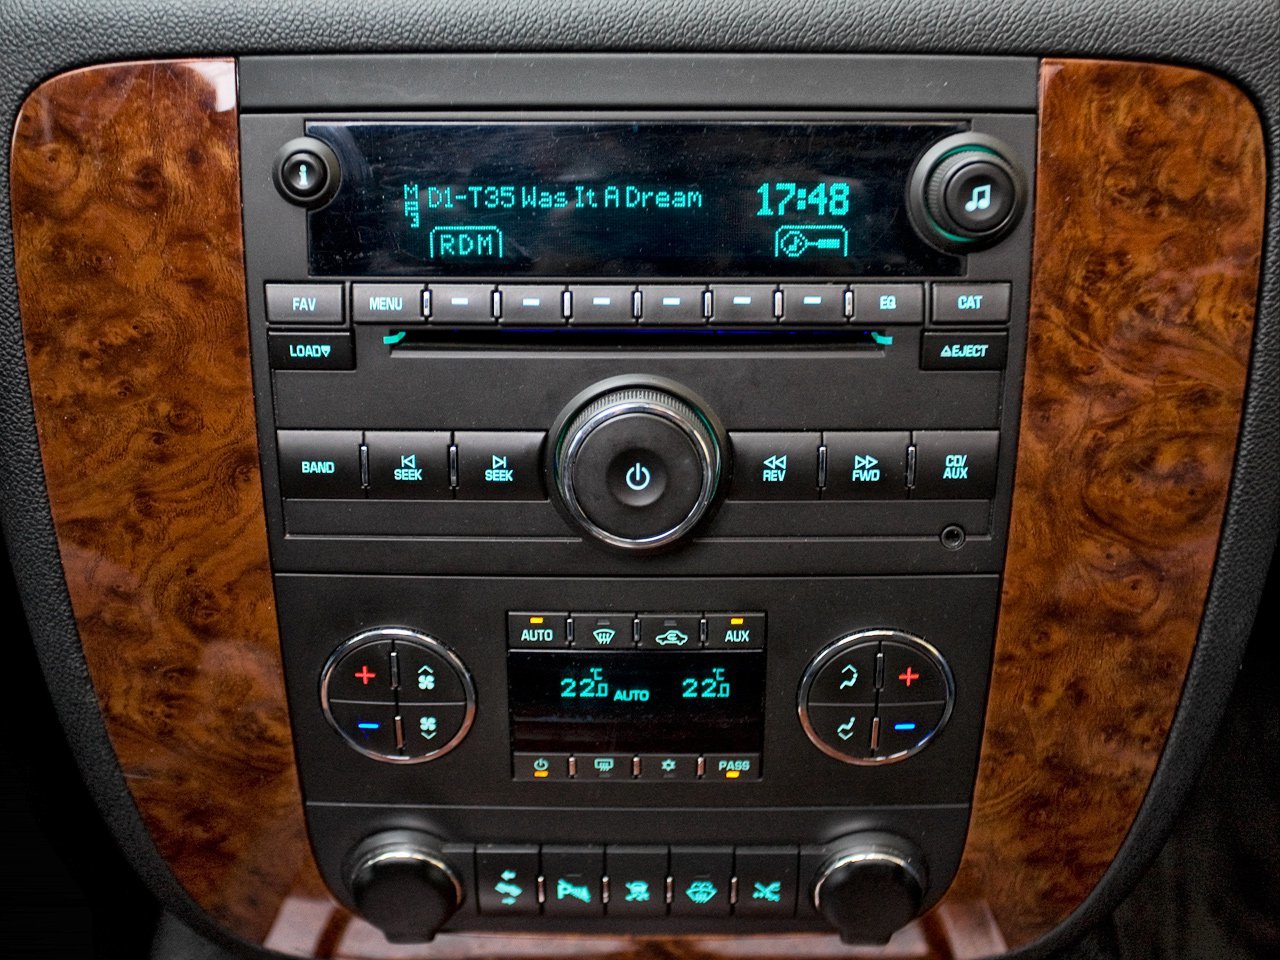 MP3 D1-T35 Was It A Dream 17:48
RDM
FAV MENU EQ CAT
LOAD EJECT
BAND SEEK SEEK REV FWD CD/AUX
AUTO AUX
22.0 °C AUTO 22.0 °C
PASS